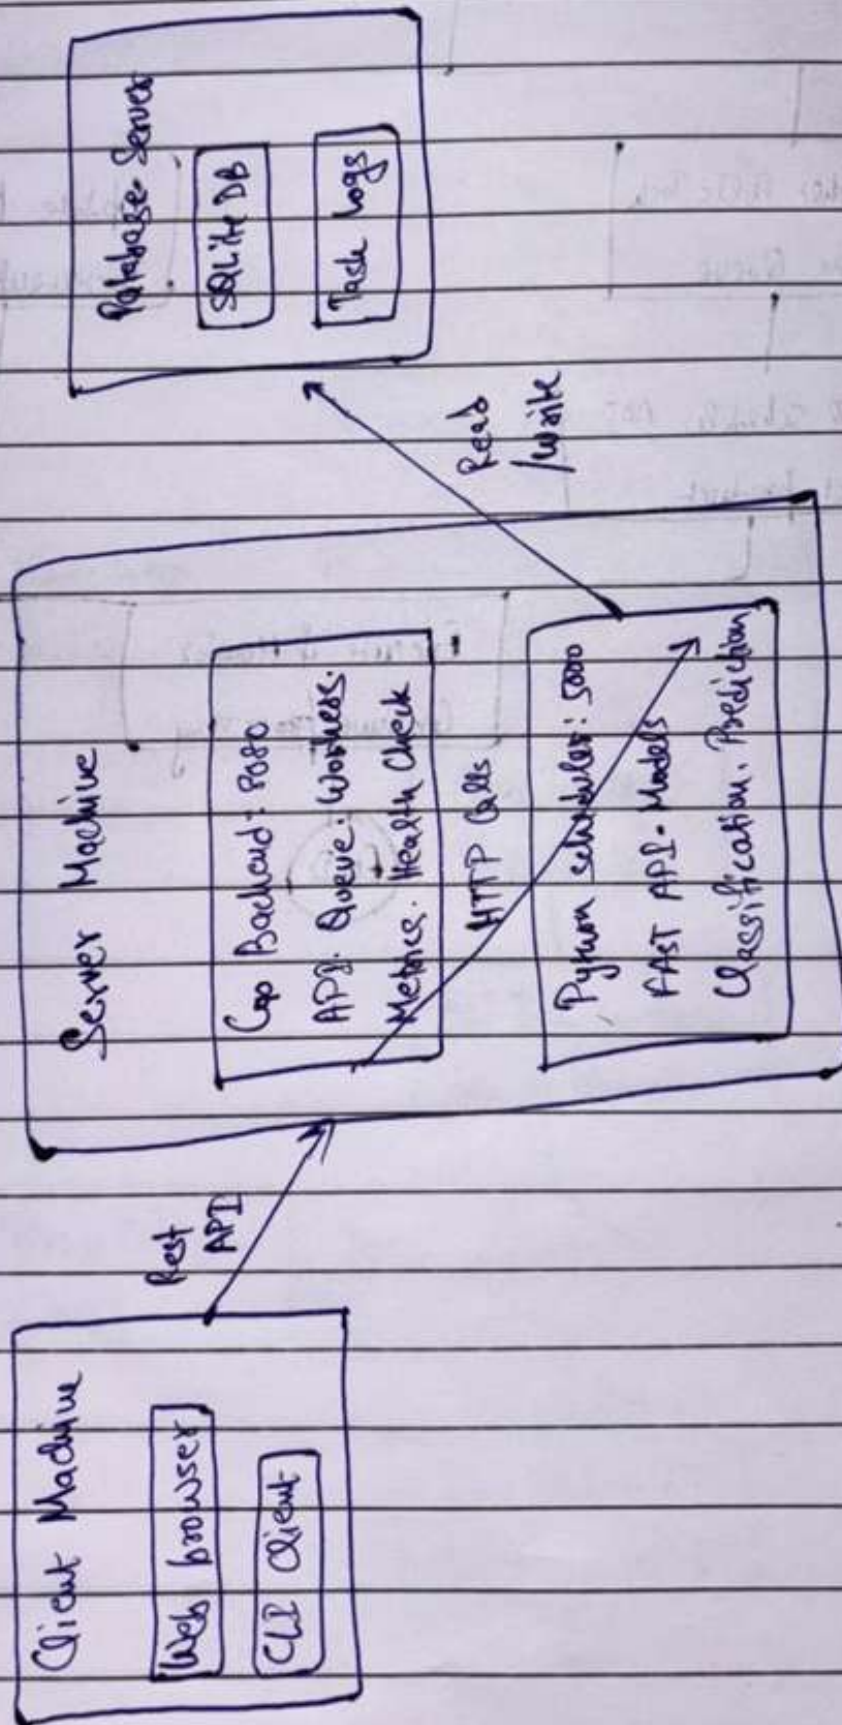 Client Machine
Web browser
CLI Client
Rest
API
Server Machine
Go Backend: 8080
API. Queue. Workers.
Metrics. Health Check
HTTP Calls
Python scheduler: 5000
FAST API. Models
Classification. Prediction
Read
/write
Database Server
SQLite DB
Task Logs